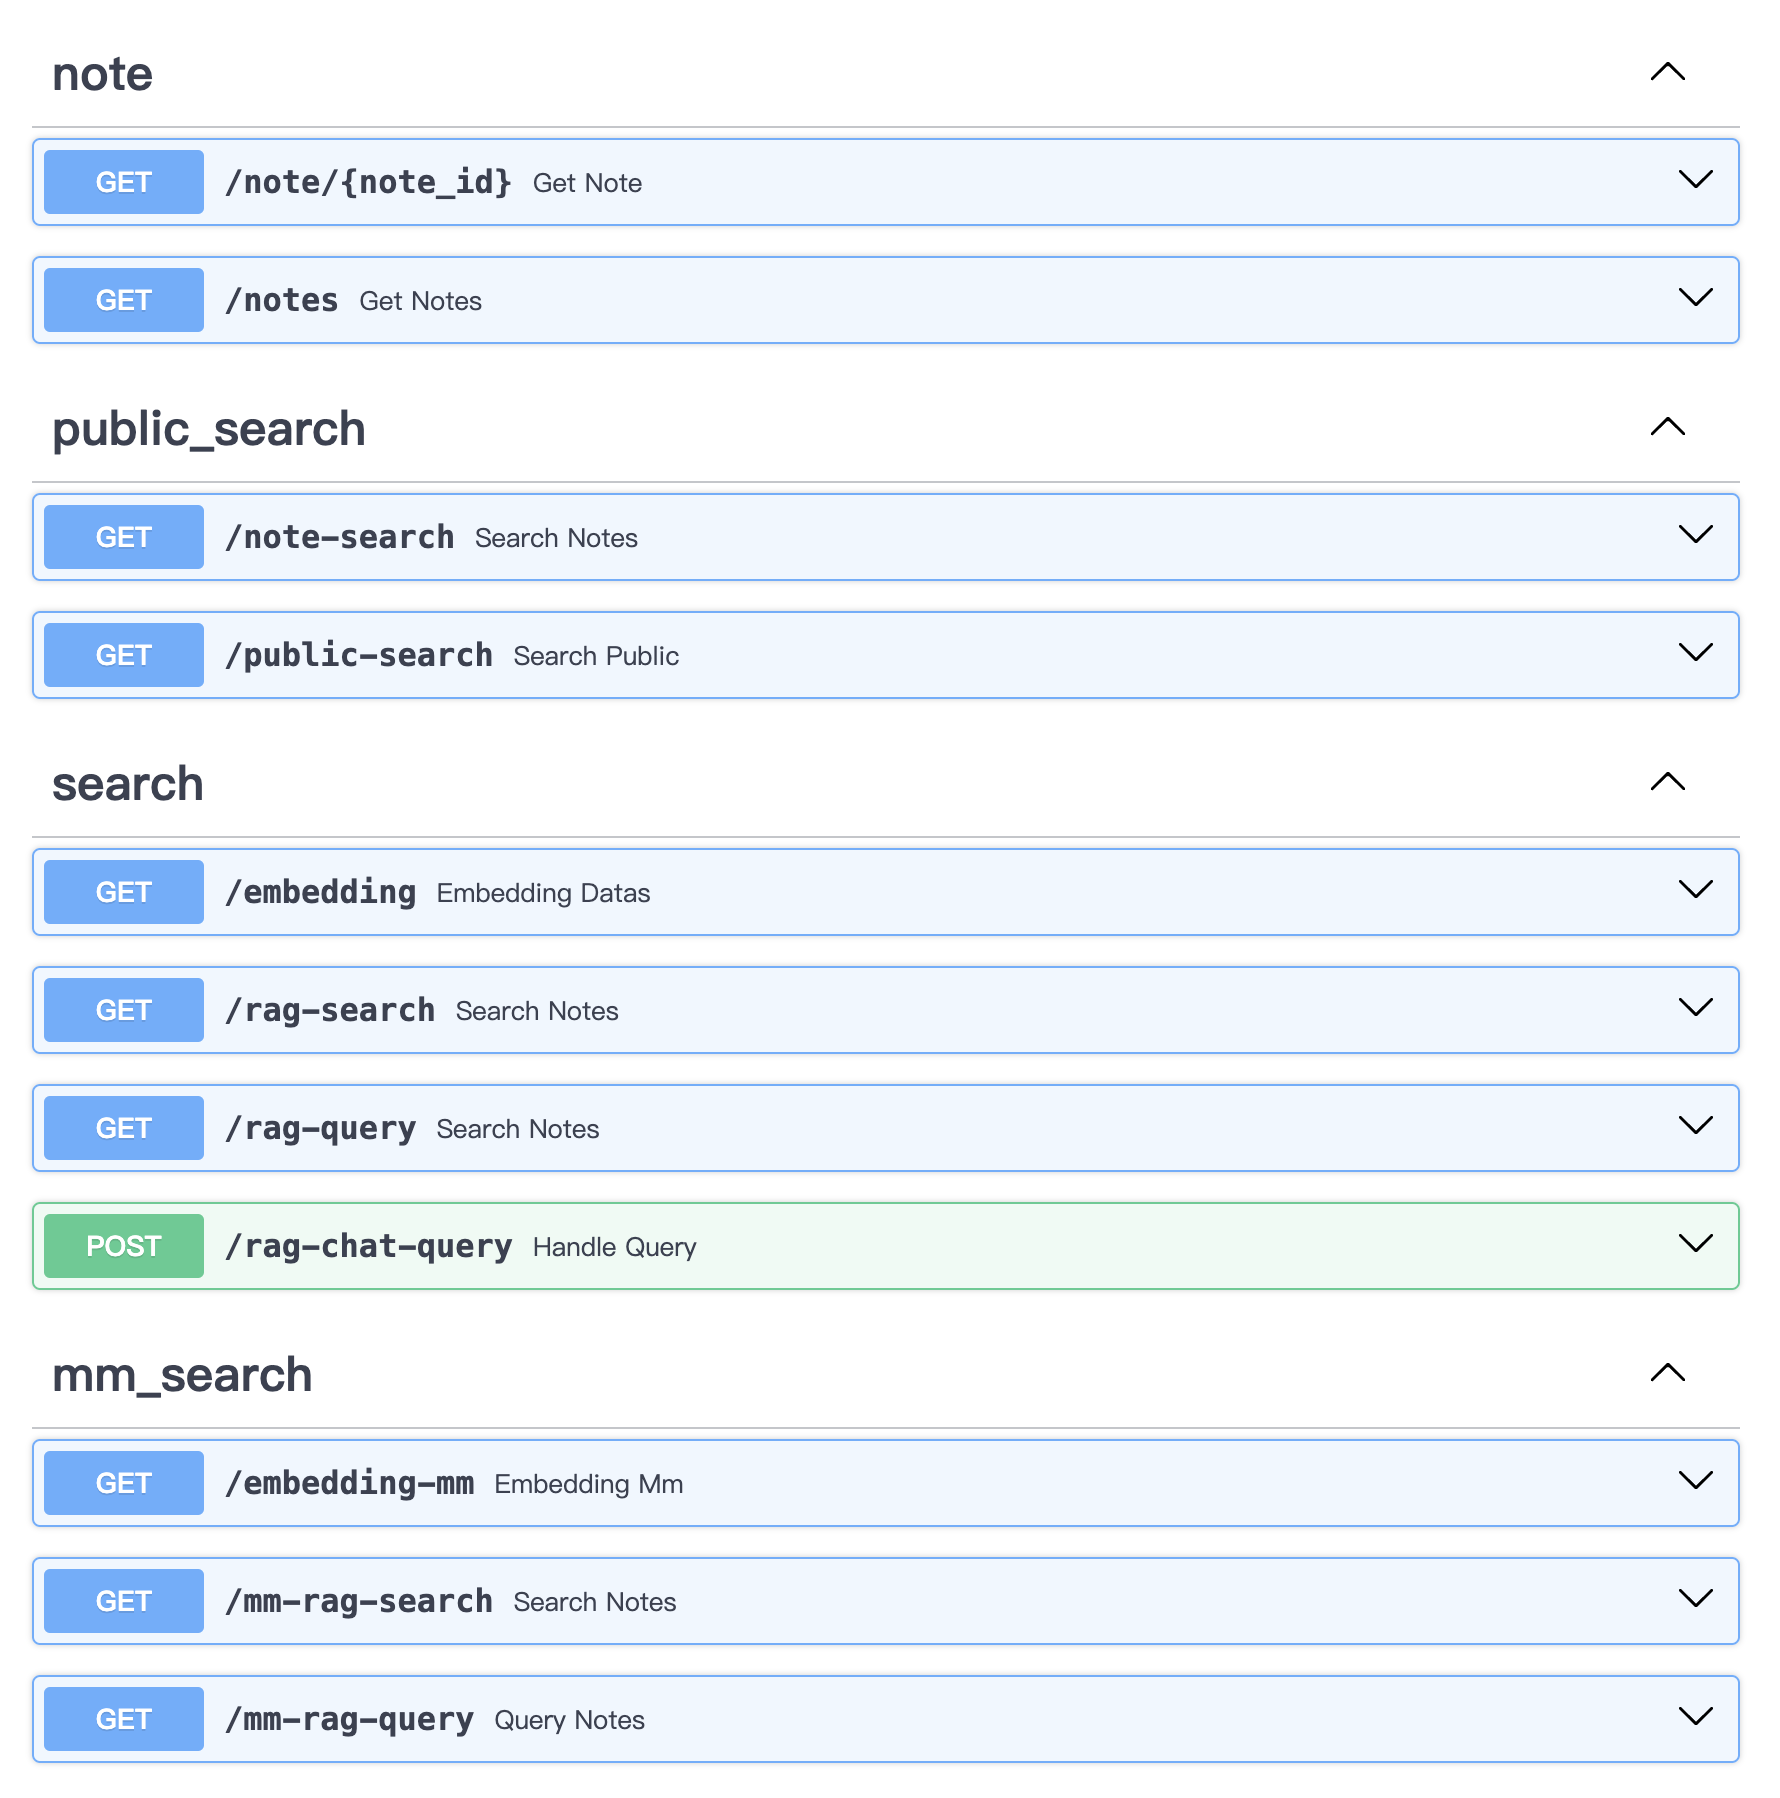 note
GET /note/{note_id} Get Note
GET /notes Get Notes
public_search
GET /note-search Search Notes
GET /public-search Search Public
search
GET /embedding Embedding Datas
GET /rag-search Search Notes
GET /rag-query Search Notes
POST /rag-chat-query Handle Query
mm_search
GET /embedding-mm Embedding Mm
GET /mm-rag-search Search Notes
GET /mm-rag-query Query Notes